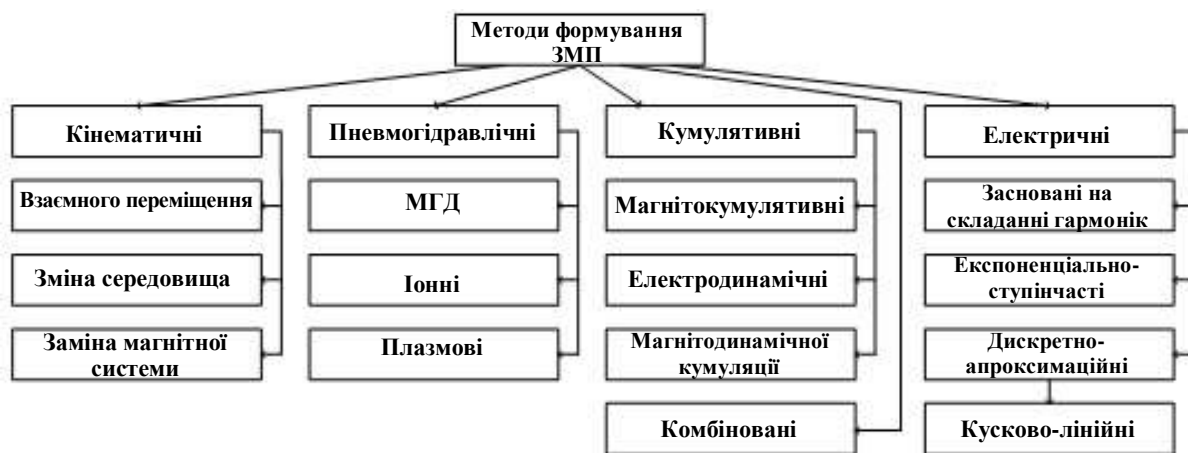 Методи формування
ЗМП
Кінематичні
Взаємного переміщення
Зміна середовища
Заміна магнітної
системи
Пневмогідравлічні
МГД
Іонні
Плазмові
Кумулятивні
Магнітокумулятивні
Електродинамічні
Магнітодинамічної
кумуляції
Комбіновані
Електричні
Засновані на
складанні гармонік
Експоненціально-
ступінчасті
Дискретно-
апроксимаційні
Кусково-лінійні